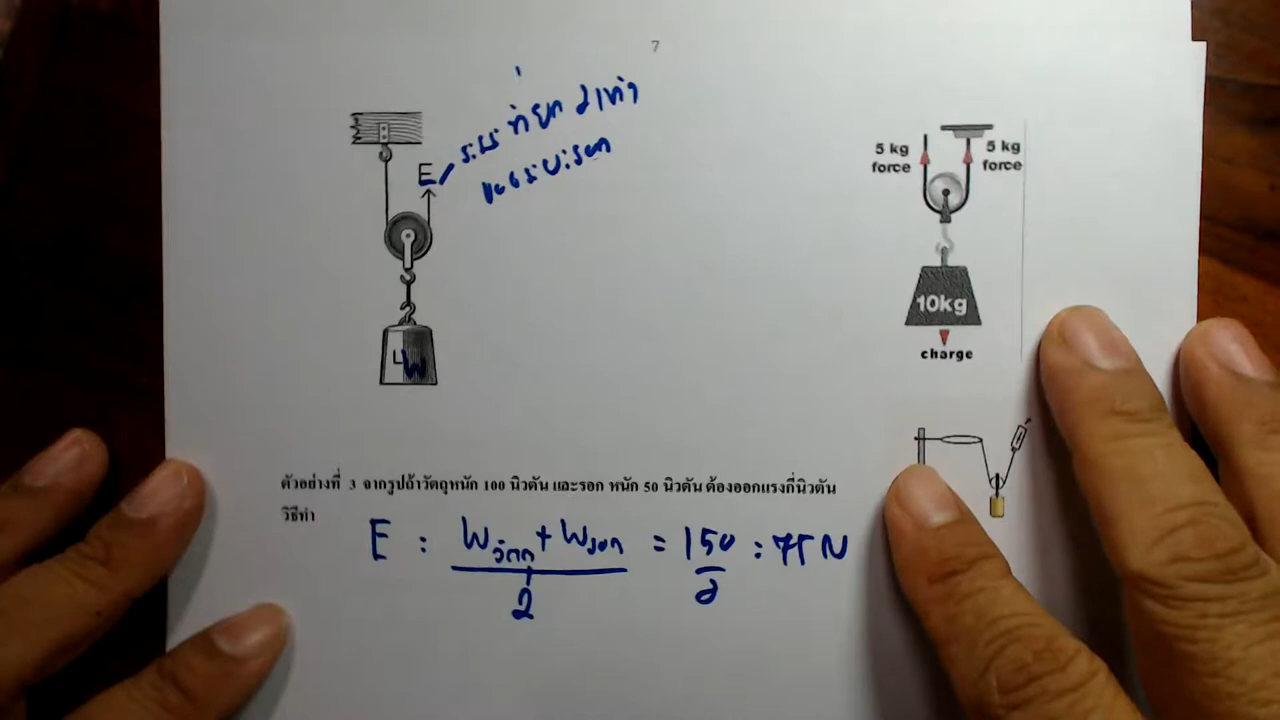 7
ระยะที่ยก 2 เท่า
ของระยะรอก
E
LW
5 kg force
5 kg force
10kg
charge
ตัวอย่างที่ 3 จากรูปถ้าวัตถุหนัก 100 นิวตัน และรอก หนัก 50 นิวตัน ต้องออกแรงกี่นิวตัน
วิธีทำ
E : W วัตถุ + W รอก / 2 = 150 / 2 : 75 N